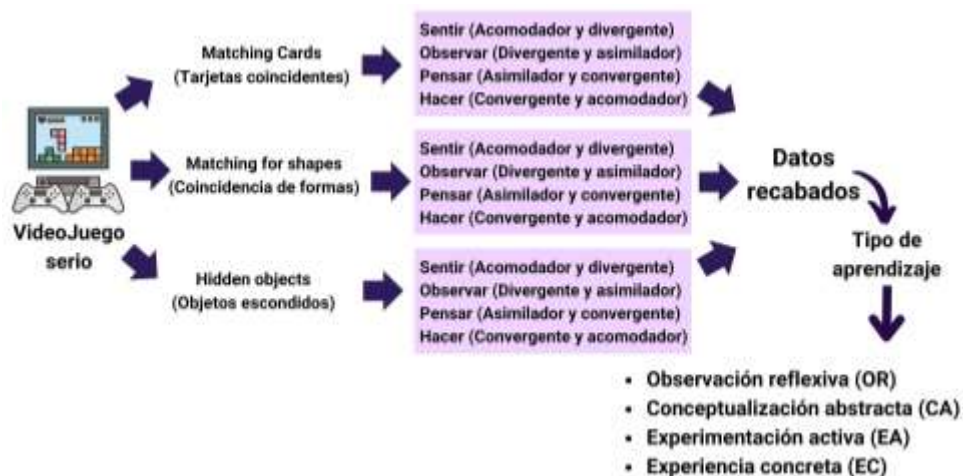 VideoJuego
serio
Matching Cards
(Tarjetas coincidentes)
Sentir (Acomodador y divergente)
Observar (Divergente y asimilador)
Pensar (Asimilador y convergente)
Hacer (Convergente y acomodador)
Matching for shapes
(Coincidencia de formas)
Sentir (Acomodador y divergente)
Observar (Divergente y asimilador)
Pensar (Asimilador y convergente)
Hacer (Convergente y acomodador)
Hidden objects
(Objetos escondidos)
Sentir (Acomodador y divergente)
Observar (Divergente y asimilador)
Pensar (Asimilador y convergente)
Hacer (Convergente y acomodador)
Datos
recabados
Tipo de
aprendizaje
• Observación reflexiva (OR)
• Conceptualización abstracta (CA)
• Experimentación activa (EA)
• Experiencia concreta (EC)